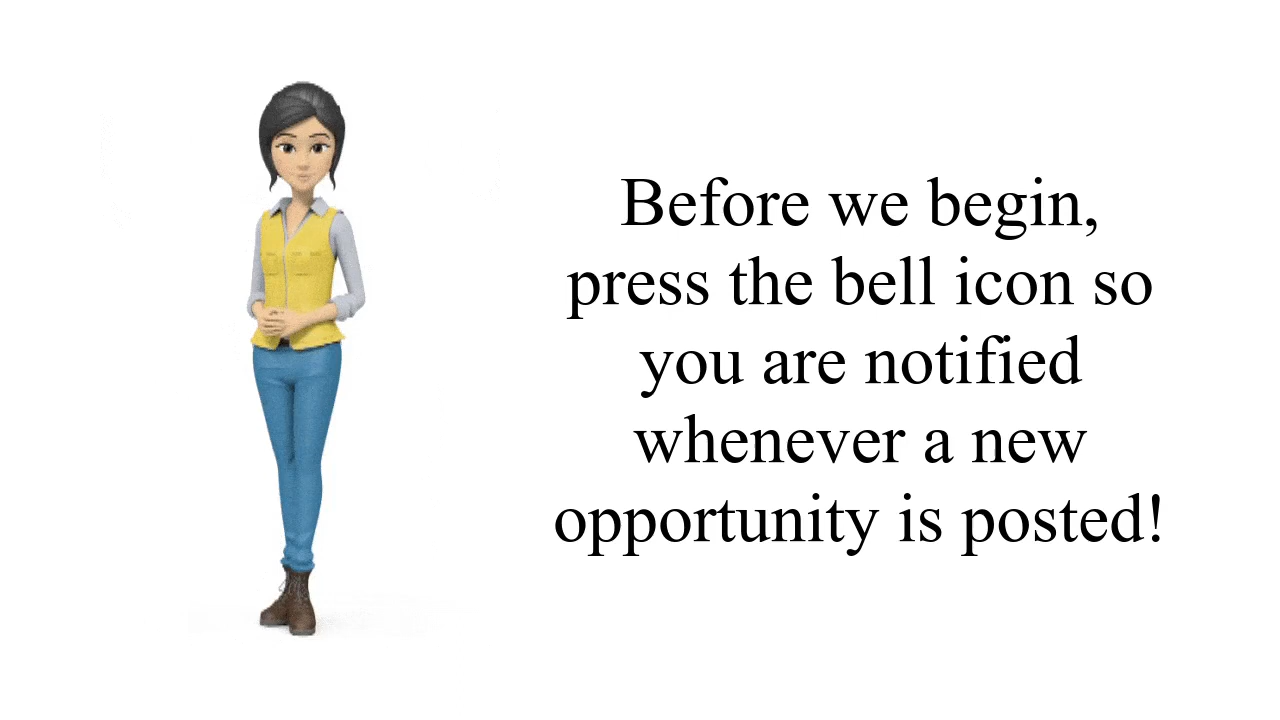 Before we begin,
press the bell icon so
you are notified
whenever a new
opportunity is posted!